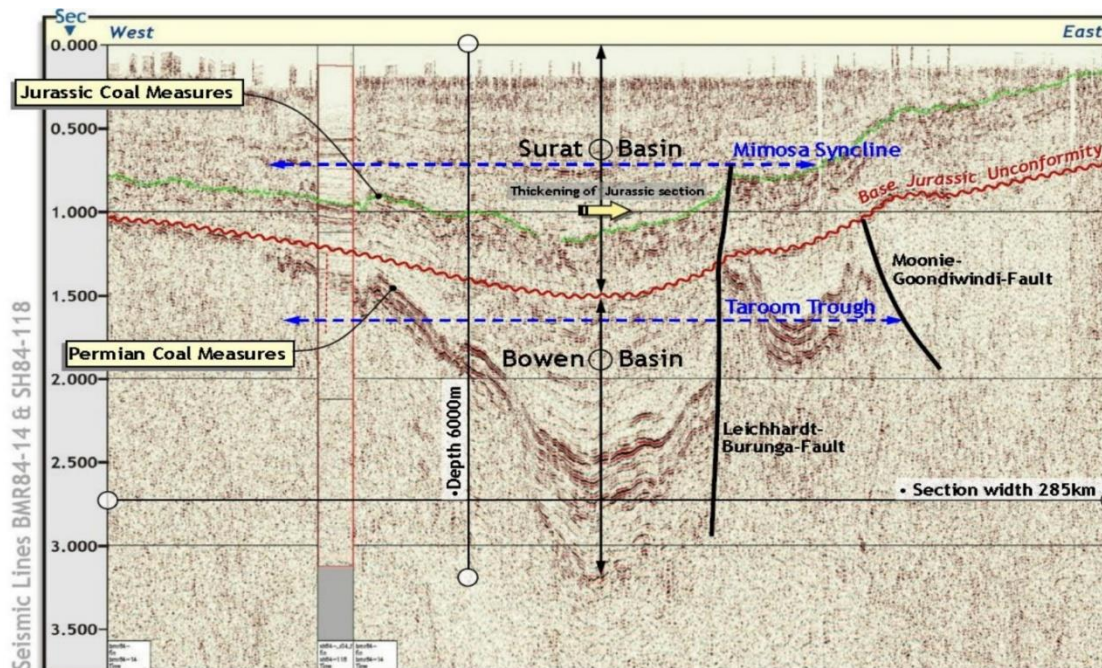 Sec
West
East
0.000
Jurassic Coal Measures
0.500
Surat Basin
Mimosa Syncline
Thickening of Jurassic section
Base Jurassic Unconformity
1.000
Moonie-
Goondiwindi-Fault
1.500
Taroom Trough
Permian Coal Measures
Bowen Basin
2.000
Leichhardt-
Burunga-Fault
•Depth 6000m
2.500
• Section width 285km
3.000
3.500
Seismic Lines BMR84-14 & SH84-118